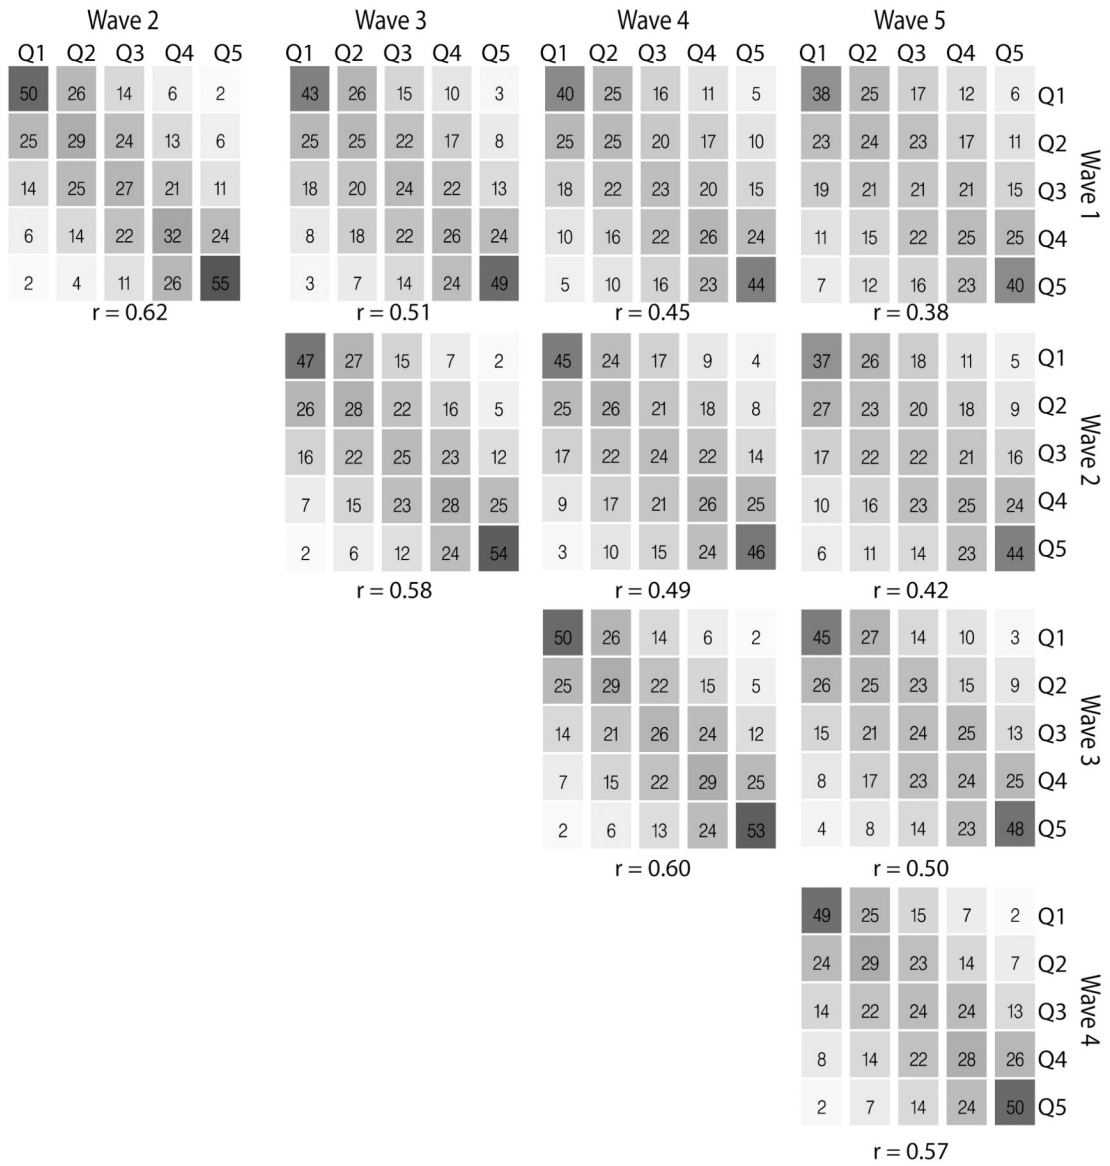 Wave 2 Wave 3 Wave 4 Wave 5
Q1 Q2 Q3 Q4 Q5 Q1 Q2 Q3 Q4 Q5 Q1 Q2 Q3 Q4 Q5 Q1 Q2 Q3 Q4 Q5
50 26 14 6 2 43 26 15 10 3 40 25 16 11 5 38 25 17 12 6 Q1
25 29 24 13 6 25 25 22 17 8 25 25 20 17 10 23 24 23 17 11 Q2
14 25 27 21 11 18 20 24 22 13 18 22 23 20 15 19 21 21 21 15 Q3
6 14 22 32 24 8 18 22 26 24 10 16 22 26 24 11 15 22 25 25 Q4
2 4 11 26 55 3 7 14 24 49 5 10 16 23 44 7 12 16 23 40 Q5
Wave 1
r = 0.62 r = 0.51 r = 0.45 r = 0.38
47 27 15 7 2 45 24 17 9 4 37 26 18 11 5 Q1
26 28 22 16 5 25 26 21 18 8 27 23 20 18 9 Q2
16 22 25 23 12 17 22 24 22 14 17 22 22 21 16 Q3
7 15 23 28 25 9 17 21 26 25 10 16 23 25 24 Q4
2 6 12 24 54 3 10 15 24 46 6 11 14 23 44 Q5
Wave 2
r = 0.58 r = 0.49 r = 0.42
50 26 14 6 2 45 27 14 10 3 Q1
25 29 22 15 5 26 25 23 15 9 Q2
14 21 26 24 12 15 21 24 25 13 Q3
7 15 22 29 25 8 17 23 24 25 Q4
2 6 13 24 53 4 8 14 23 48 Q5
Wave 3
r = 0.60 r = 0.50
49 25 15 7 2 Q1
24 29 23 14 7 Q2
14 22 24 24 13 Q3
8 14 22 28 26 Q4
2 7 14 24 50 Q5
Wave 4
r = 0.57